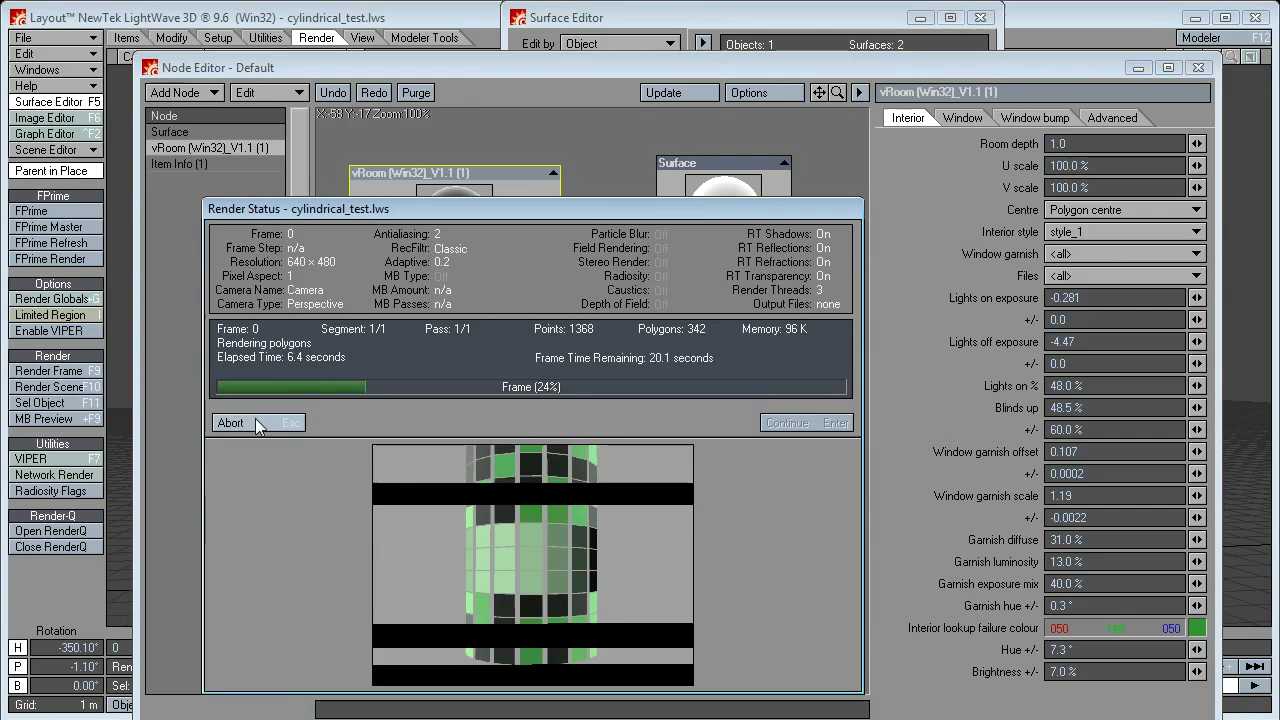 Layout™ NewTek LightWave 3D ® 9.6 (Win32) - cylindrical_test.lws
Surface Editor
File
Items
Modify
Setup
Utilities
Render
View
Modeler Tools
Edit by
Object
Objects: 1
Surfaces: 2
Modeler F12
Edit
Windows
Help
Surface Editor F5
Image Editor F6
Graph Editor ^F2
Scene Editor
Parent in Place
FPrime
FPrime
FPrime Master
FPrime Refresh
FPrime Render
Options
Render Globals
Limited Region l
Enable VIPER
Render
Render Frame F9
Render Scene F10
Sel Object F11
MB Preview +F9
Utilities
VIPER F7
Network Render
Radiosity Flags
Render-Q
Open RenderQ
Close RenderQ
Rotation
H -350.10° 0
P -1.10° Ren
B 0.00° Sel:
Grid: 1 m Obje
Node Editor - Default
Add Node
Edit
Undo
Redo
Purge
Update
Options
X:-58 Y:17 Zoom:100%
Node
Surface
vRoom (Win32)_V1.1 (1)
Item Info (1)
vRoom (Win32)_V1.1 (1)
Surface
Render Status - cylindrical_test.lws
Frame: 0 Antialiasing: 2 Particle Blur: Off RT Shadows: On
Frame Step: n/a RecFilt: Classic Field Rendering: Off RT Reflections: On
Resolution: 640 × 480 Adaptive: 0.2 Stereo Render: Off RT Refractions: On
Pixel Aspect: 1 MB Type: Off Radiosity: Off RT Transparency: On
Camera Name: Camera MB Amount: n/a Caustics: Off Render Threads: 3
Camera Type: Perspective MB Passes: n/a Depth of Field: Off Output Files: none
Frame: 0 Segment: 1/1 Pass: 1/1 Points: 1368 Polygons: 342 Memory: 96 K
Rendering polygons
Elapsed Time: 6.4 seconds Frame Time Remaining: 20.1 seconds
Frame (24%)
Abort Esc
Continue Enter
vRoom (Win32)_V1.1 (1)
Interior
Window
Window bump
Advanced
Room depth 1.0
U scale 100.0 %
V scale 100.0 %
Centre Polygon centre
Interior style style_1
Window garnish <all>
Files <all>
Lights on exposure -0.281
+/- 0.0
Lights off exposure -4.47
+/- 0.0
Lights on % 48.0 %
Blinds up 48.5 %
+/- 60.0 %
Window garnish offset 0.107
+/- 0.0002
Window garnish scale 1.19
+/- -0.0022
Garnish diffuse 31.0 %
Garnish luminosity 13.0 %
Garnish exposure mix 40.0 %
Garnish hue +/- 0.3 °
Interior lookup failure colour 050 148 050
Hue +/- 7.3 °
Brightness +/- 7.0 %